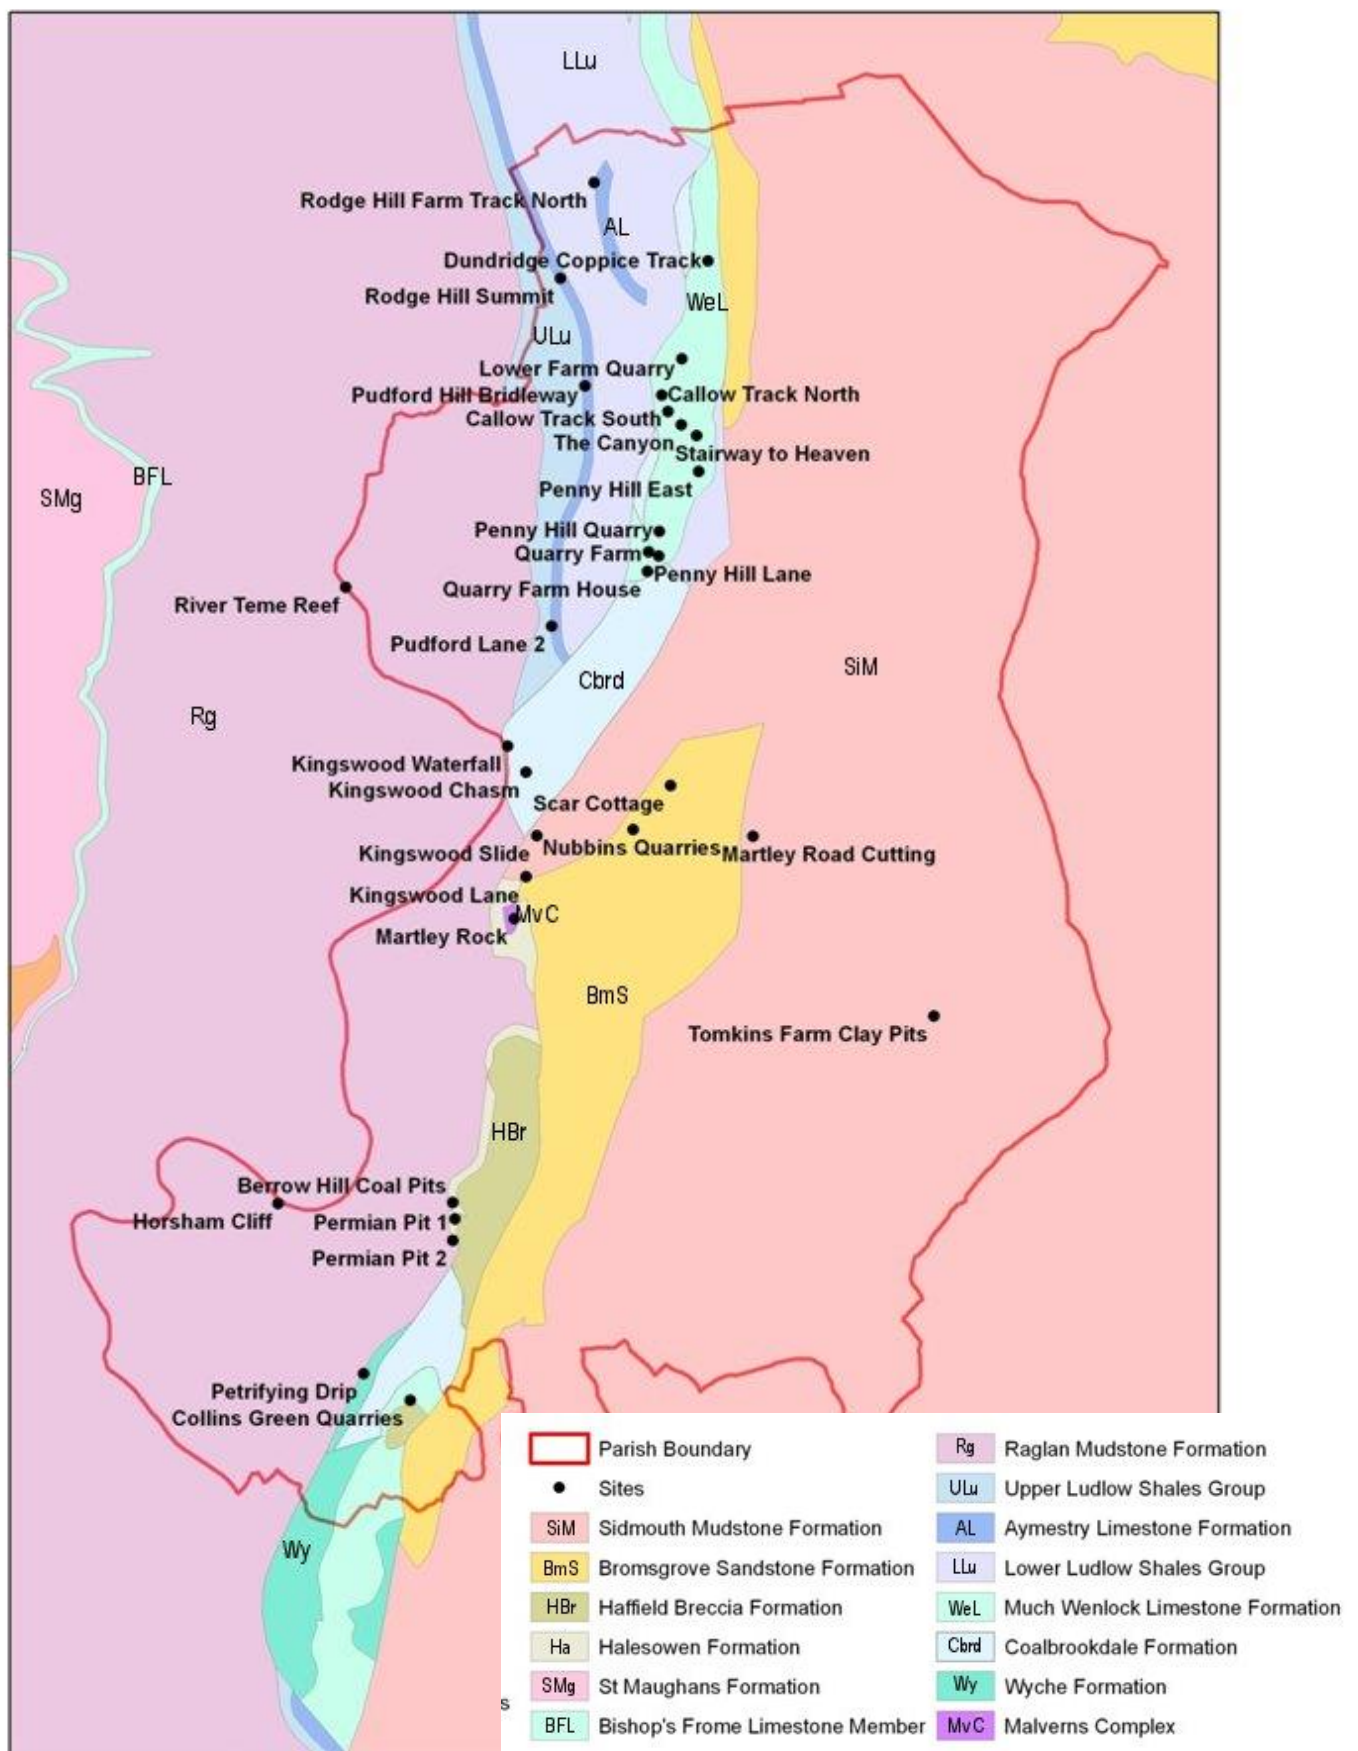 LLu
Rodge Hill Farm Track North
AL
Dundridge Coppice Track
Rodge Hill Summit
WeL
ULu
Lower Farm Quarry
Pudford Hill Bridleway
Callow Track North
Callow Track South
The Canyon
Stairway to Heaven
BFL
SMg
Penny Hill East
Penny Hill Quarry
Quarry Farm
Penny Hill Lane
Quarry Farm House
River Teme Reef
Pudford Lane 2
SiM
Cbrd
Rg
Kingswood Waterfall
Kingswood Chasm
Scar Cottage
Nubbins Quarries
Martley Road Cutting
Kingswood Slide
Kingswood Lane
MvC
Martley Rock
BmS
Tomkins Farm Clay Pits
HBr
Berrow Hill Coal Pits
Horsham Cliff
Permian Pit 1
Permian Pit 2
Petrifying Drip
Collins Green Quarries
Wy
s
Parish Boundary
Sites
SiM Sidmouth Mudstone Formation
BmS Bromsgrove Sandstone Formation
HBr Haffield Breccia Formation
Ha Halesowen Formation
SMg St Maughans Formation
BFL Bishop's Frome Limestone Member
Rg Raglan Mudstone Formation
ULu Upper Ludlow Shales Group
AL Aymestry Limestone Formation
LLu Lower Ludlow Shales Group
WeL Much Wenlock Limestone Formation
Cbrd Coalbrookdale Formation
Wy Wyche Formation
MvC Malverns Complex